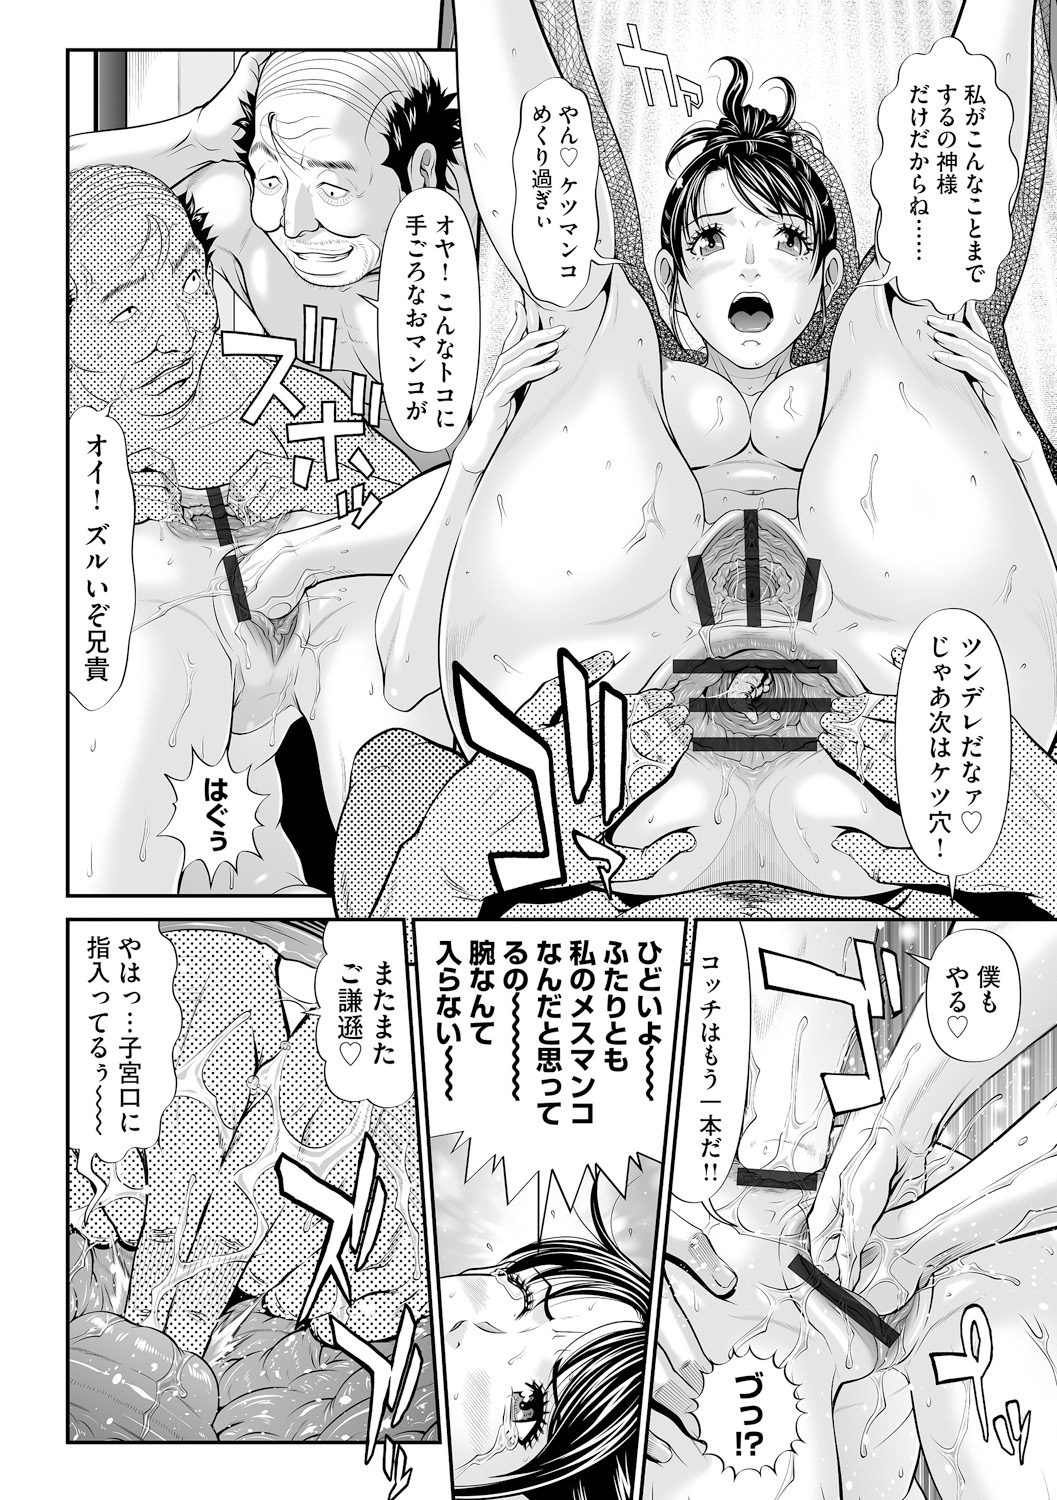 私がこんなことまで
するの神様
だけだからね……
カァァ
やん♡ケツマンコ
めくり過ぎぃ
ツンデレだなァ♡
じゃあ次はケツ穴！
オヤ！こんなトコに
手ごろなおマンコが
オイ！ズルいぞ兄貴
はぐぅ
僕も
やる♡
コッチはもう一本だ!!
づっ!?
ひどいよ〜〜
ふたりとも
私のメスマンコ
なんだと思って
るの〜〜〜〜
腕なんて
入らない〜〜
またまた
ご謙遜♡
やはっ…子宮口に
指入ってるぅ〜〜